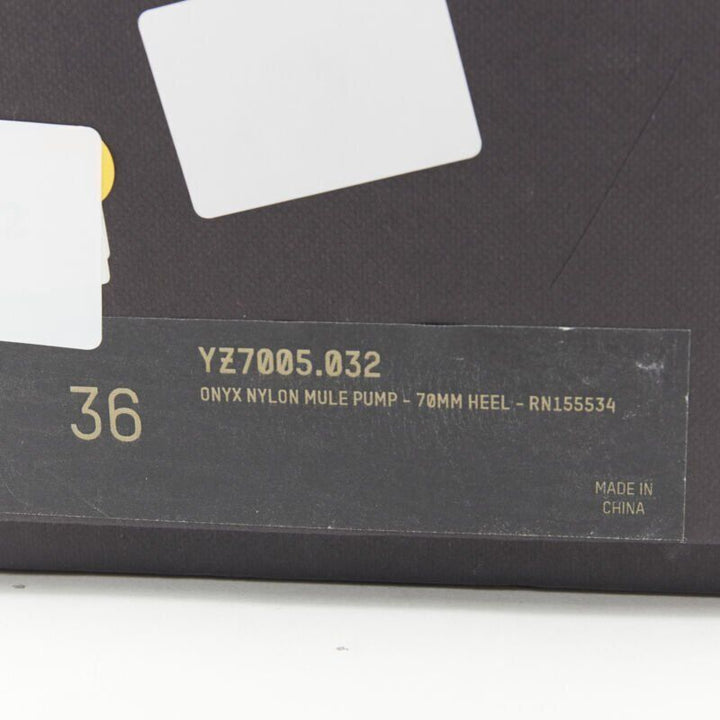 36
YZ7005.032
ONYX NYLON MULE PUMP - 70MM HEEL - RN155534
MADE IN
CHINA